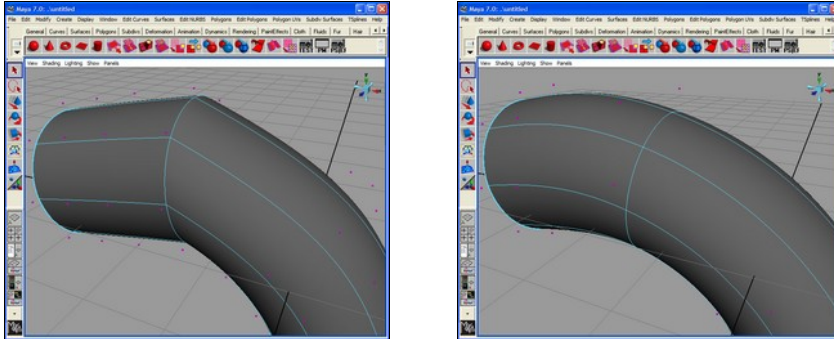 Maya 7.0: .\untitled
File Edit Modify Create Display Window Edit Curves Surfaces Edit NURBS Polygons Edit Polygons Polygon UVs Subdiv Surfaces TSplines Help
General Curves Surfaces Polygons Subdivs Deformation Animation Dynamics Rendering PaintEffects Cloth Fluids Fur Hair
View Shading Lighting Show Panels
Maya 7.0: .\untitled
File Edit Modify Create Display Window Edit Curves Surfaces Edit NURBS Polygons Edit Polygons Polygon UVs Subdiv Surfaces TSplines
General Curves Surfaces Polygons Subdivs Deformation Animation Dynamics Rendering PaintEffects Cloth Fluids Fur Hair
View Shading Lighting Show Panels